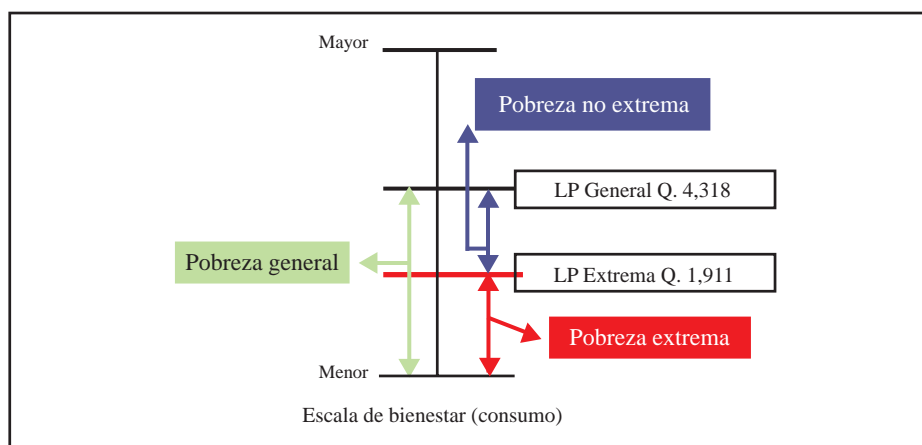 Mayor
Pobreza no extrema
LP General Q. 4,318
Pobreza general
LP Extrema Q. 1,911
Pobreza extrema
Menor
Escala de bienestar (consumo)